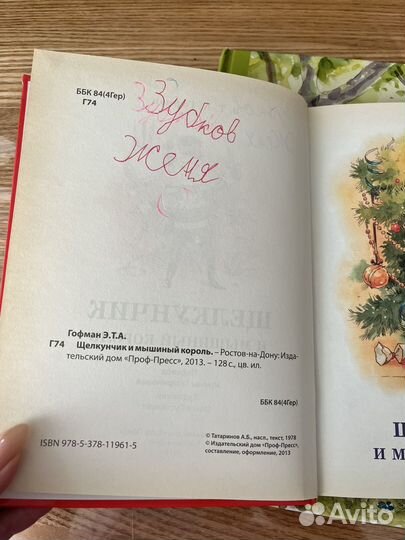 ББК 84(4Гер)
Г74
Зубков
Женя
Гофман Э.Т.А.
Г74 Щелкунчик и мышиный король. – Ростов-на-Дону: Изда-
тельский дом «Проф-Пресс», 2013. – 128 с., цв. ил.
ББК 84(4Гер)
© Татаринов А.Б., насл., текст, 1978
© Издательский дом «Проф-Пресс»,
составление, оформление, 2013
ISBN 978-5-378-11961-5
ЩЕЛКУНЧИК
Щ
и м
Avito